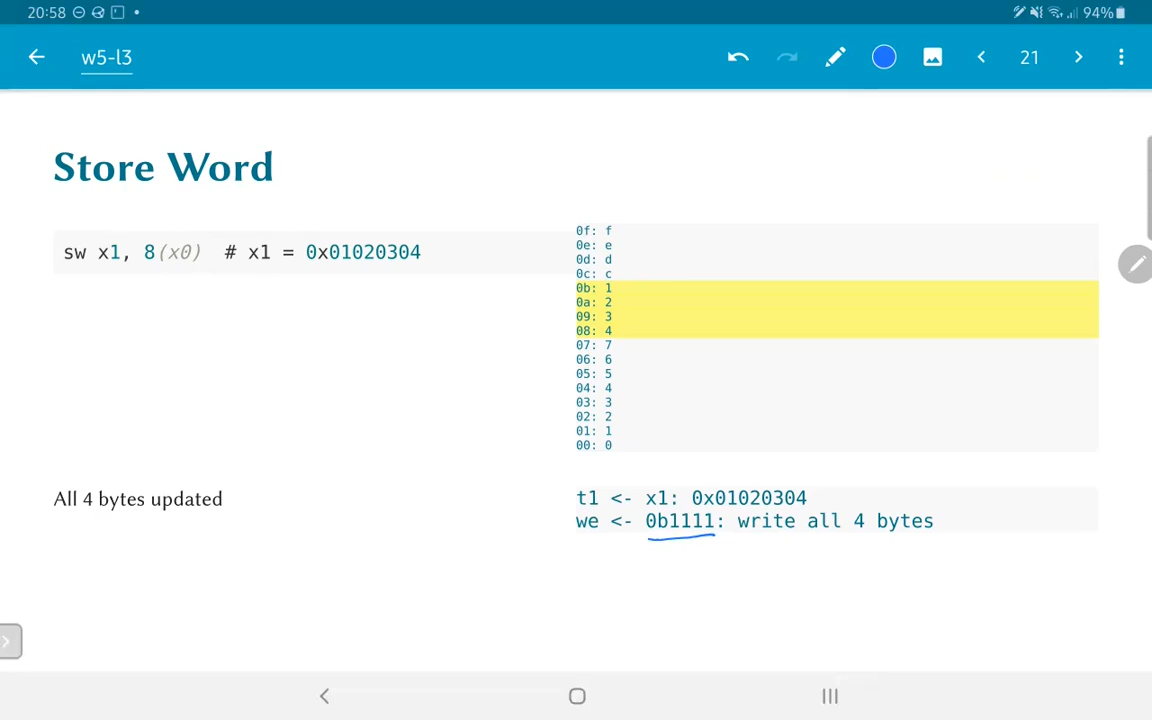 20:58
94%
w5-l3
21
Store Word
sw x1, 8(x0) # x1 = 0x01020304
0f: f
0e: e
0d: d
0c: c
0b: 1
0a: 2
09: 3
08: 4
07: 7
06: 6
05: 5
04: 4
03: 3
02: 2
01: 1
00: 0
All 4 bytes updated
t1 <- x1: 0x01020304
we <- 0b1111: write all 4 bytes